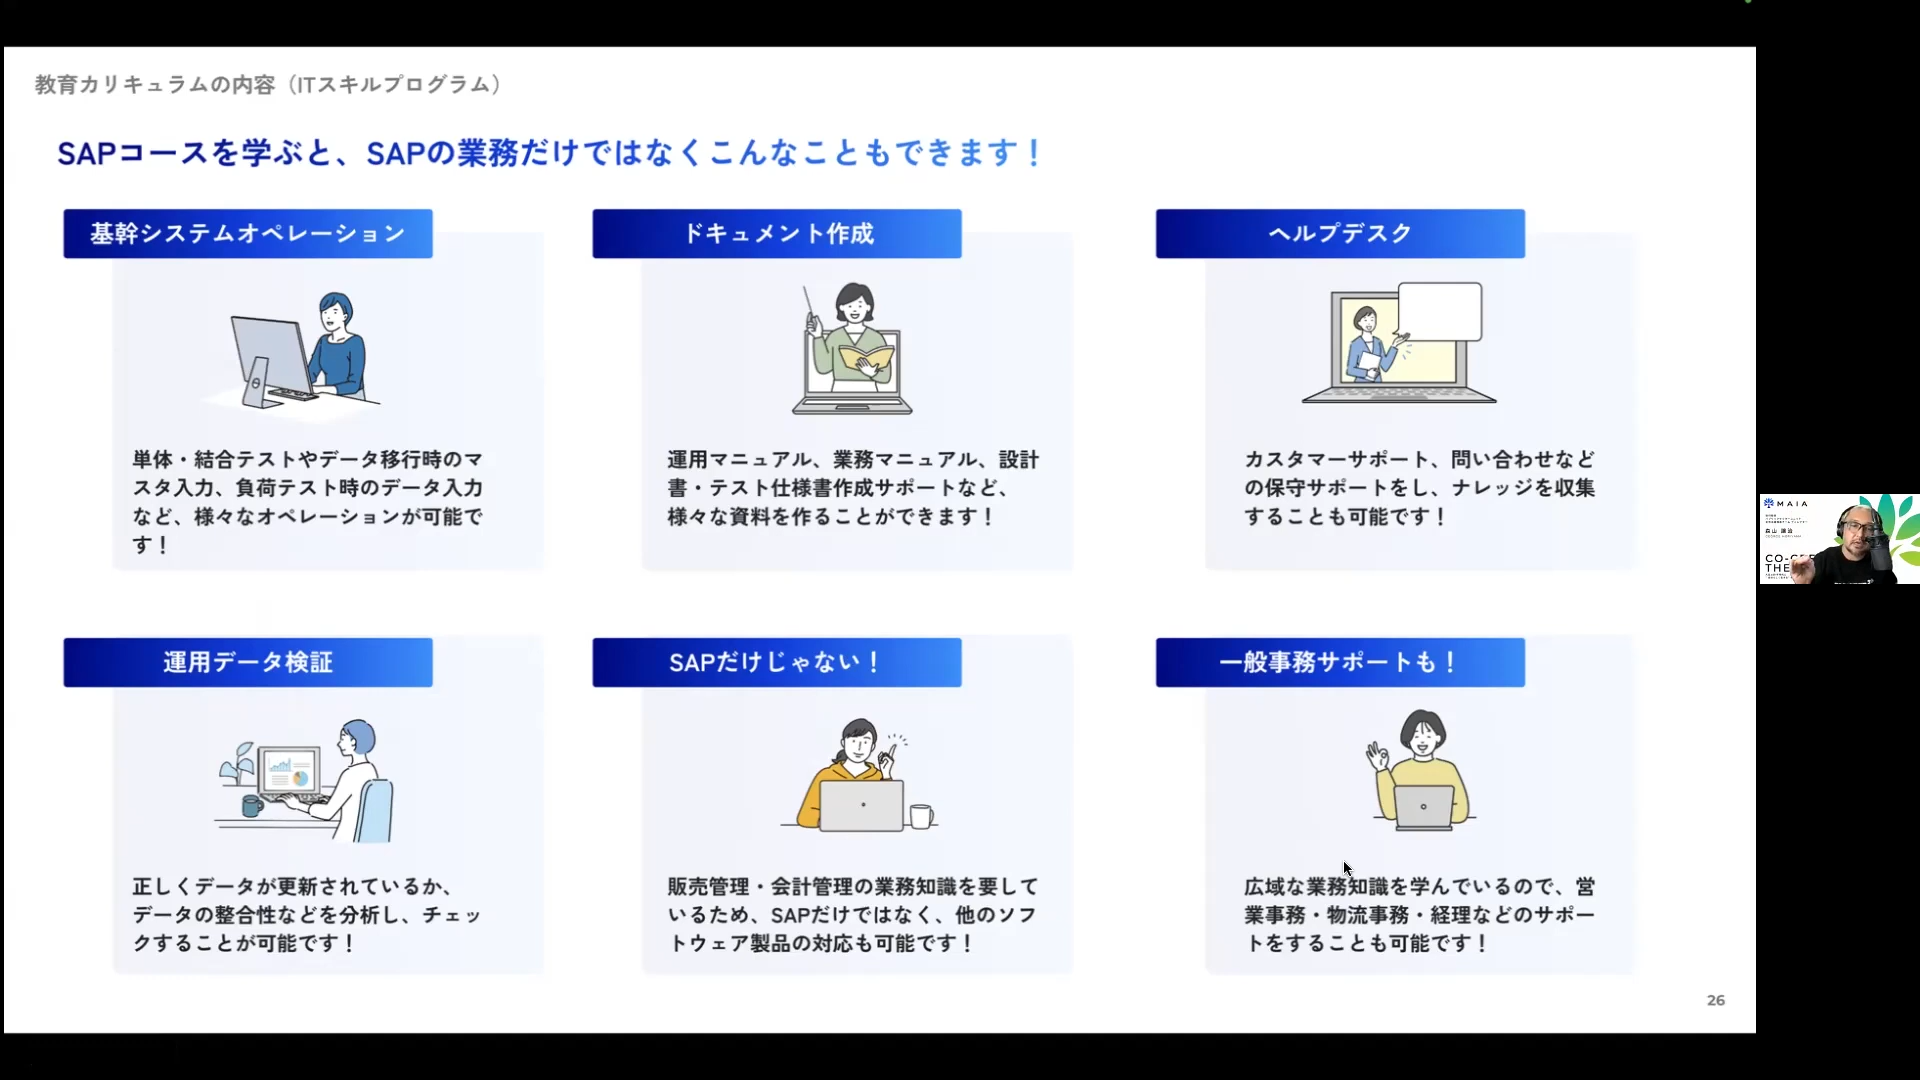 教育カリキュラムの内容（ITスキルプログラム）
SAPコースを学ぶと、SAPの業務だけではなくこんなこともできます！
基幹システムオペレーション
単体・結合テストやデータ移行時のマ
スタ入力、負荷テスト時のデータ入力
など、様々なオペレーションが可能で
す！
ドキュメント作成
運用マニュアル、業務マニュアル、設計
書・テスト仕様書作成サポートなど、
様々な資料を作ることができます！
ヘルプデスク
カスタマーサポート、問い合わせなど
の保守サポートをし、ナレッジを収集
することも可能です！
運用データ検証
正しくデータが更新されているか、
データの整合性などを分析し、チェッ
クすることが可能です！
SAPだけじゃない！
販売管理・会計管理の業務知識を要して
いるため、SAPだけではなく、他のソフ
トウェア製品の対応も可能です！
一般事務サポートも！
広域な業務知識を学んでいるので、営
業事務・物流事務・経理などのサポー
トをすることも可能です！
26
MAIA
CO-CRE
THE